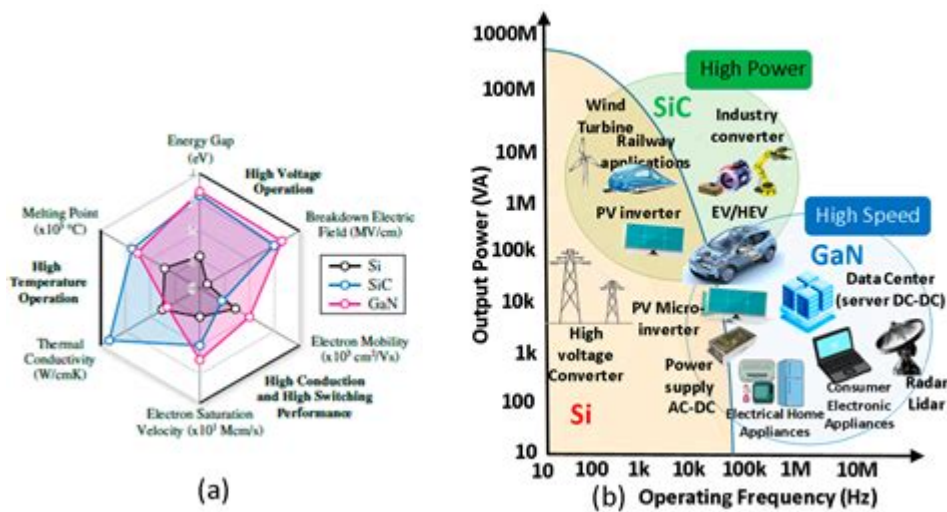 Energy Gap
(eV)
High Voltage
Operation
Melting Point
(x10³ °C)
Breakdown Electric
Field (MV/cm)
High
Temperature
Operation
Si
SiC
GaN
Thermal
Conductivity
(W/cmK)
Electron Mobility
(x10³ cm²/Vs)
High Conduction
and High Switching
Performance
Electron Saturation
Velocity (x10¹ Mcm/s)
(a)
Output Power (VA)
1000M
100M
10M
1M
100k
10k
1k
100
10
High Power
SiC
Wind
Turbine
Railway
applications
Industry
converter
PV inverter
EV/HEV
High Speed
GaN
Data Center
(server DC-DC)
PV Micro-
inverter
High
voltage
Converter
Power
supply
AC-DC
Si
Electrical Home
Appliances
Consumer
Electronic
Appliances
Radar
Lidar
10 100 1k 10k 100k 1M 10M
(b) Operating Frequency (Hz)